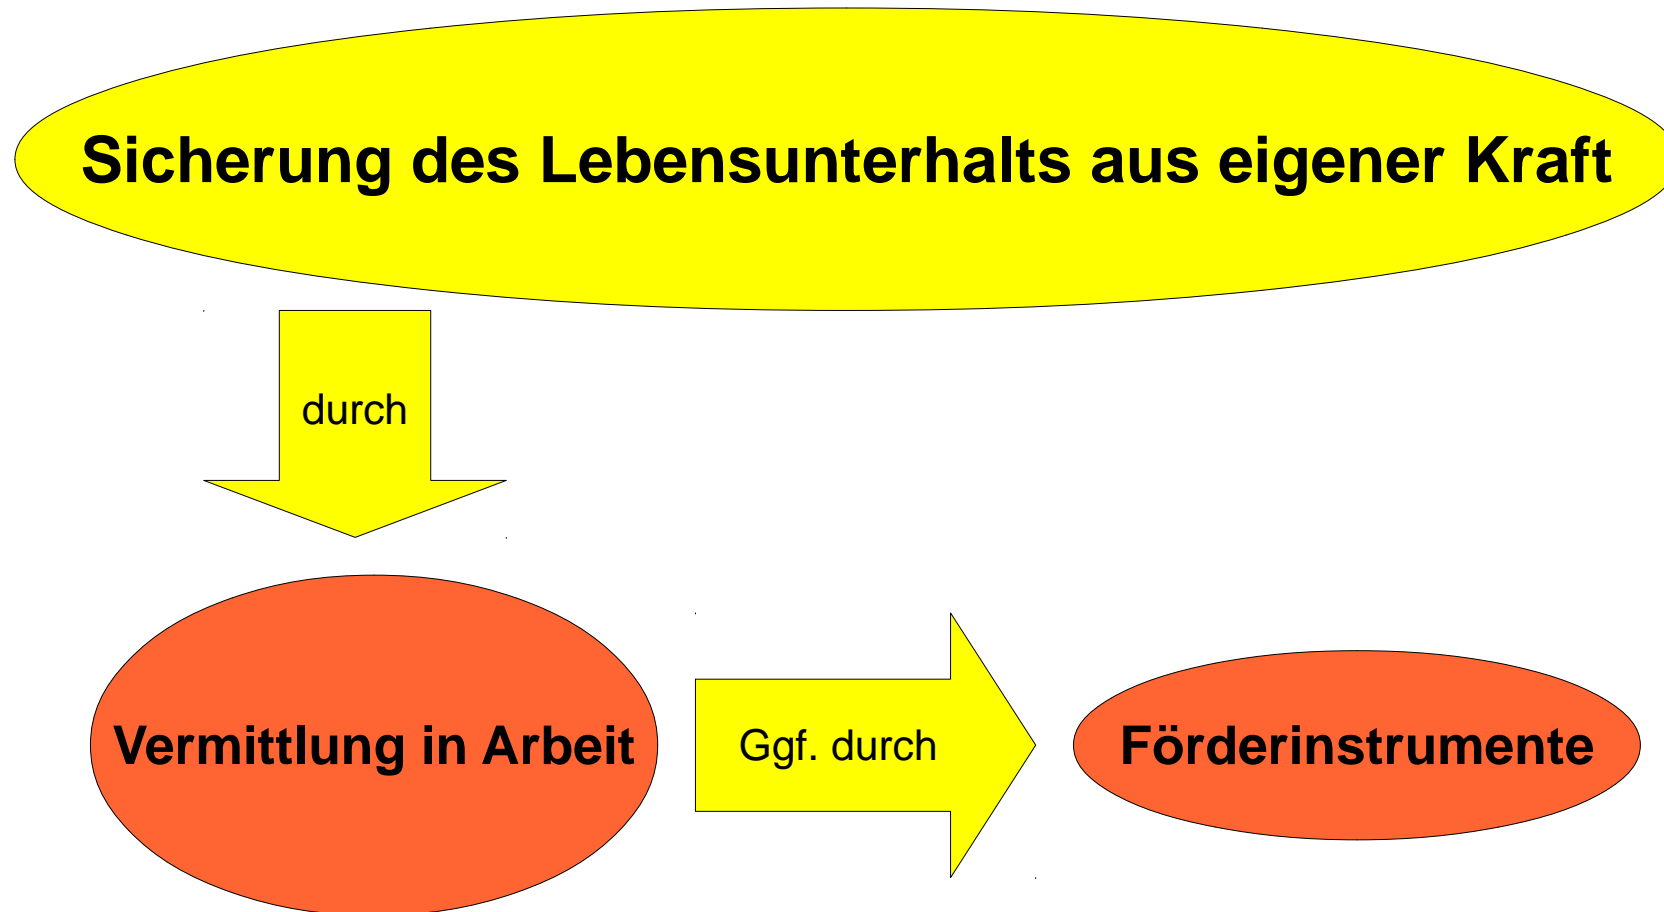 Sicherung des Lebensunterhalts aus eigener Kraft
durch
Vermittlung in Arbeit
Ggf. durch
Förderinstrumente